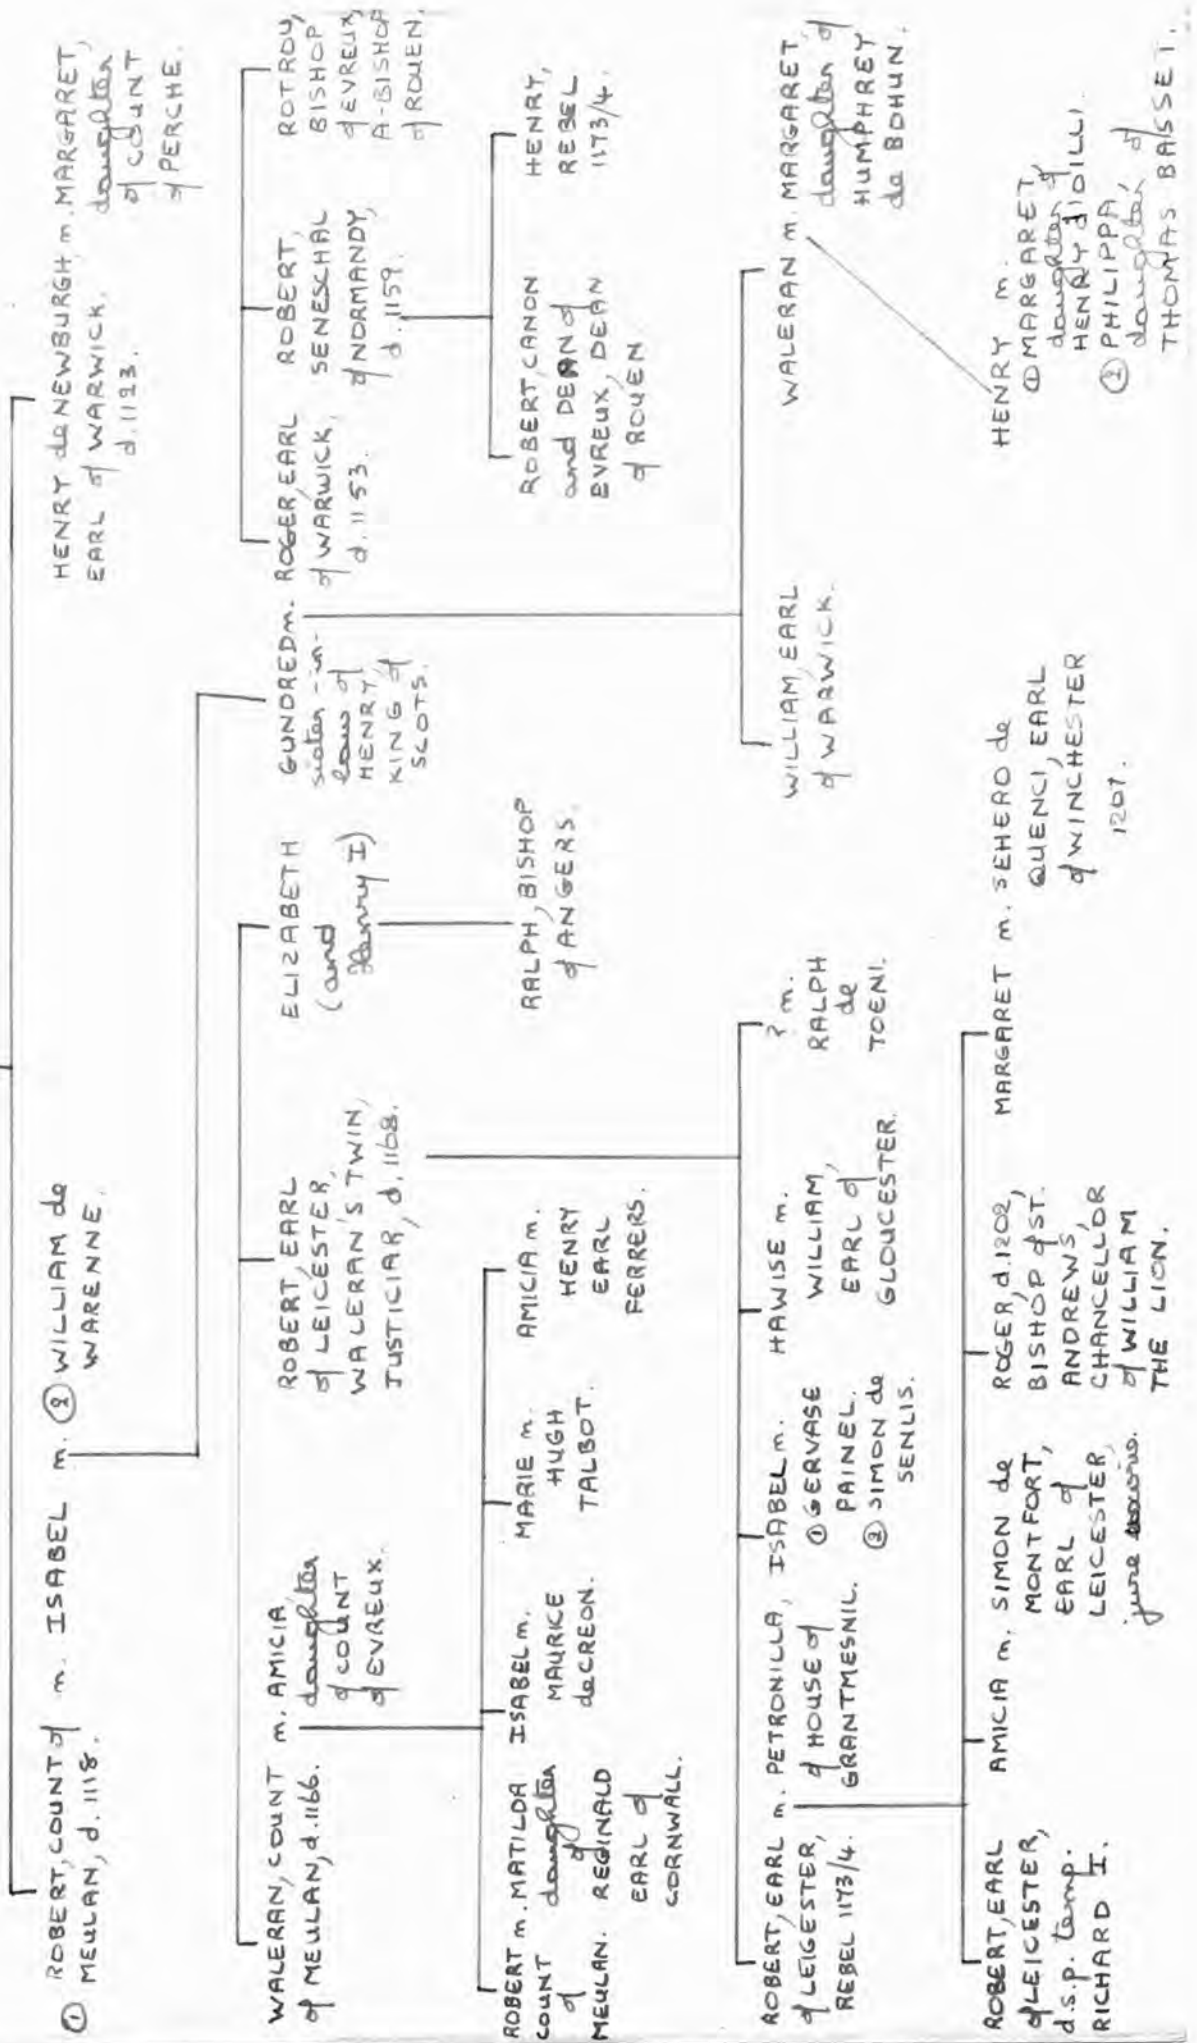 ① ROBERT, COUNT of m. ISABEL m. ② WILLIAM de
MEULAN, d. 1118.
WARENNE.
HENRY de NEWBURGH, m. MARGARET,
EARL of WARWICK. daughter
d. 1123. of COUNT
of PERCHE.
WALERAN, COUNT m. AMICIA,
of MEULAN, d. 1166. daughter
of COUNT
of EVREUX.
ROBERT, EARL
of LEICESTER,
WALERAN'S TWIN,
JUSTICIAR, d. 1168.
ELIZABETH
(and
Henry I)
GUNDRED m.
sister-in-
law of
HENRY
KING of
SCOTS.
ROGER, EARL
of WARWICK,
d. 1153.
ROBERT,
SENESCHAL
of NORMANDY,
d. 1159.
ROTROU,
BISHOP
of EVREUX,
A-BISHOP
of ROUEN.
ROBERT m. MATILDA
COUNT daughter
of of
MEULAN. REGINALD
EARL of
CORNWALL.
ISABEL m.
MAURICE
de CREON.
MARIE m.
HUGH
TALBOT.
AMICIA m.
HENRY
EARL
FERRERS.
RALPH, BISHOP
of ANGERS.
ROBERT, CANON
and DEAN of
EVREUX, DEAN
of ROUEN
HENRY,
REBEL
1173/4.
ROBERT, EARL m. PETRONILLA,
of LEIGESTER, of HOUSE of
REBEL 1173/4. GRANTMESNIL.
ISABEL m.
① GERVASE
PAINEL.
② SIMON de
SENLIS.
HAWISE m.
WILLIAM,
EARL of
GLOUCESTER.
? m.
RALPH
de
TOENI.
WILLIAM, EARL
of WARWICK.
WALERAN m. MARGARET,
daughter of
HUMPHREY
de BOHUN.
ROBERT, EARL
of LEICESTER,
d.s.p. temp.
RICHARD I.
AMICIA m. SIMON de
MONTFORT,
EARL of
LEICESTER,
jure uxoris.
ROGER, d. 1202,
BISHOP of ST.
ANDREWS,
CHANCELLOR
of WILLIAM
THE LION.
MARGARET m. SEHERO de
QUENCI, EARL
of WINCHESTER
1207.
HENRY m.
① MARGARET,
daughter of
HENRY d'OILLI.
② PHILIPPA,
daughter of
THOMAS BASSET.